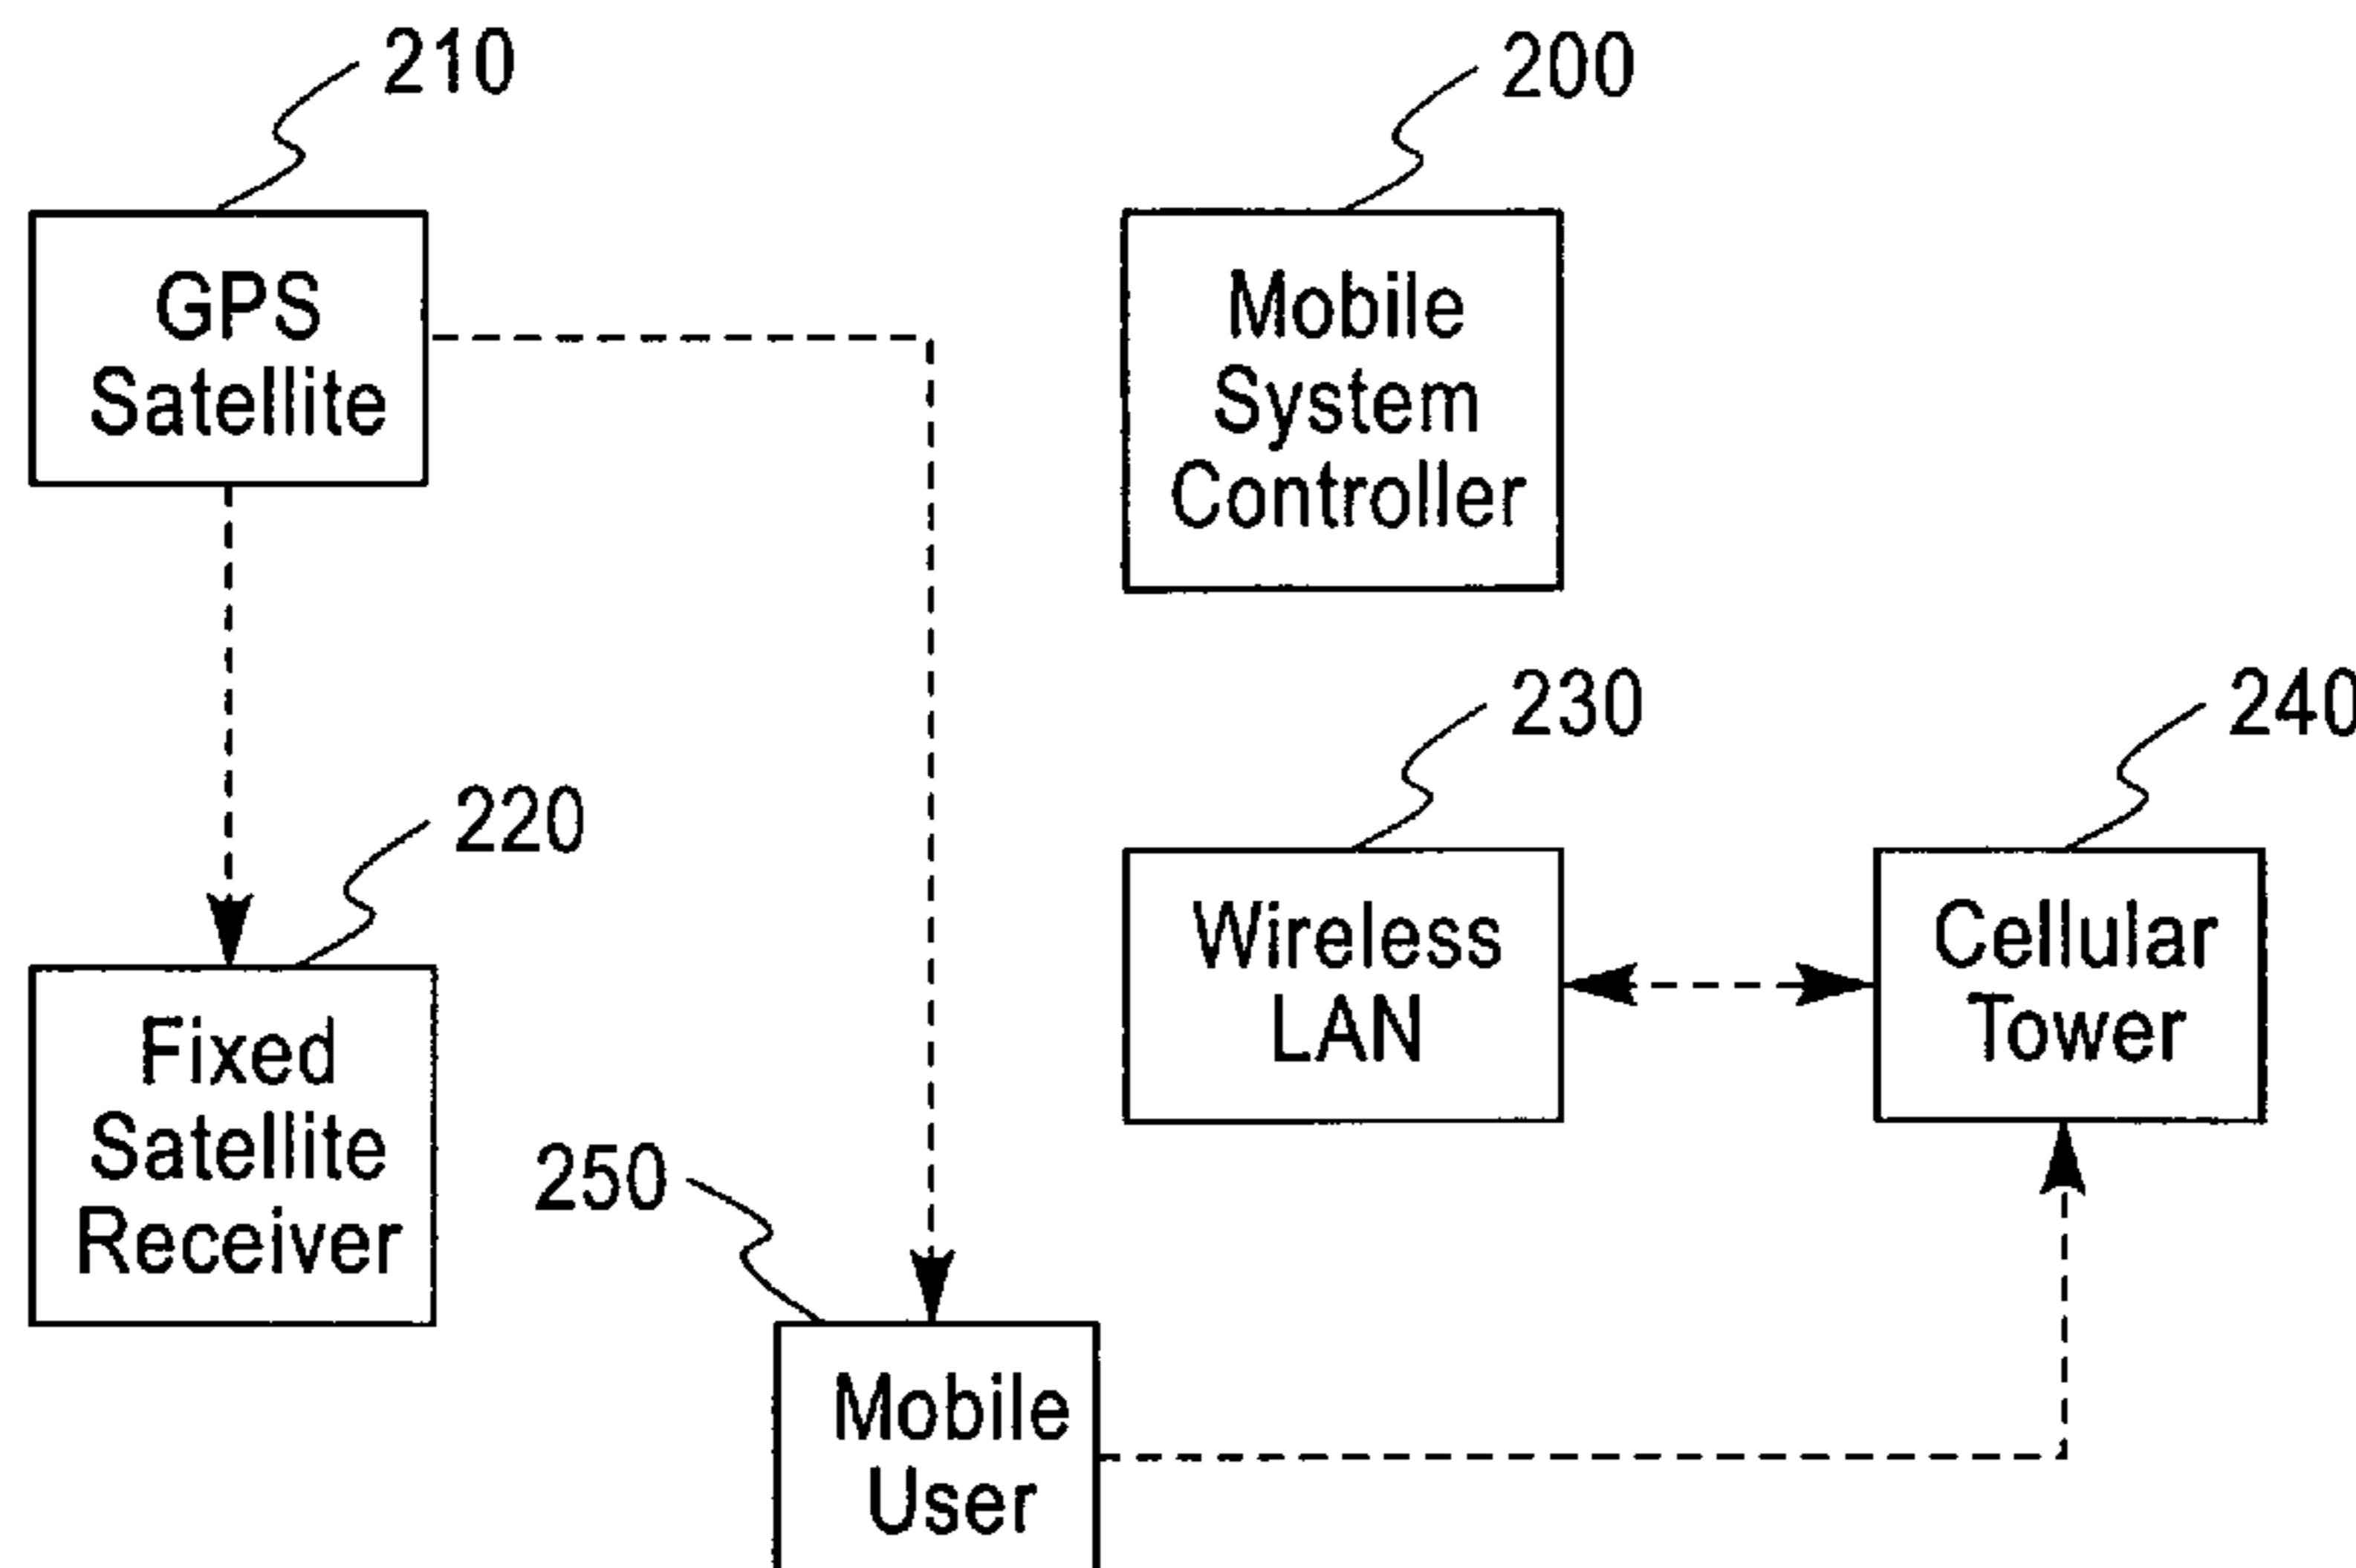 210
200
GPS
Satellite
Mobile
System
Controller
230
240
220
Wireless
LAN
Cellular
Tower
Fixed
Satellite
Receiver
250
Mobile
User